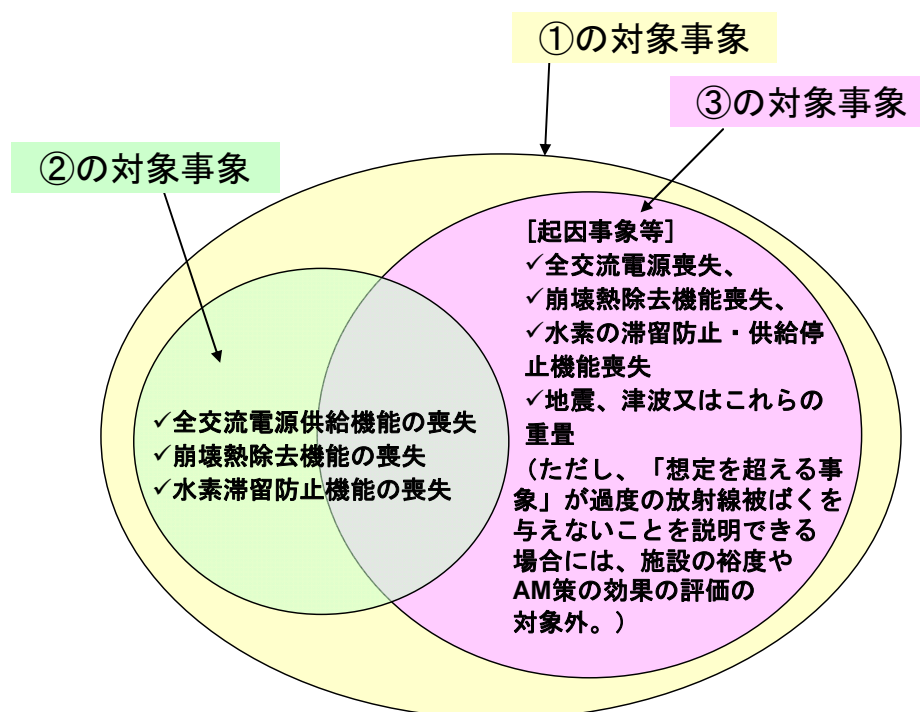 ①の対象事象
③の対象事象
②の対象事象
[起因事象等]
✓全交流電源喪失、
✓崩壊熱除去機能喪失、
✓水素の滞留防止・供給停
止機能喪失
✓地震、津波又はこれらの
重畳
（ただし、「想定を超える事
象」が過度の放射線被ばくを
与えないことを説明できる
場合には、施設の裕度や
AM策の効果の評価の
対象外。）
✓全交流電源供給機能の喪失
✓崩壊熱除去機能の喪失
✓水素滞留防止機能の喪失